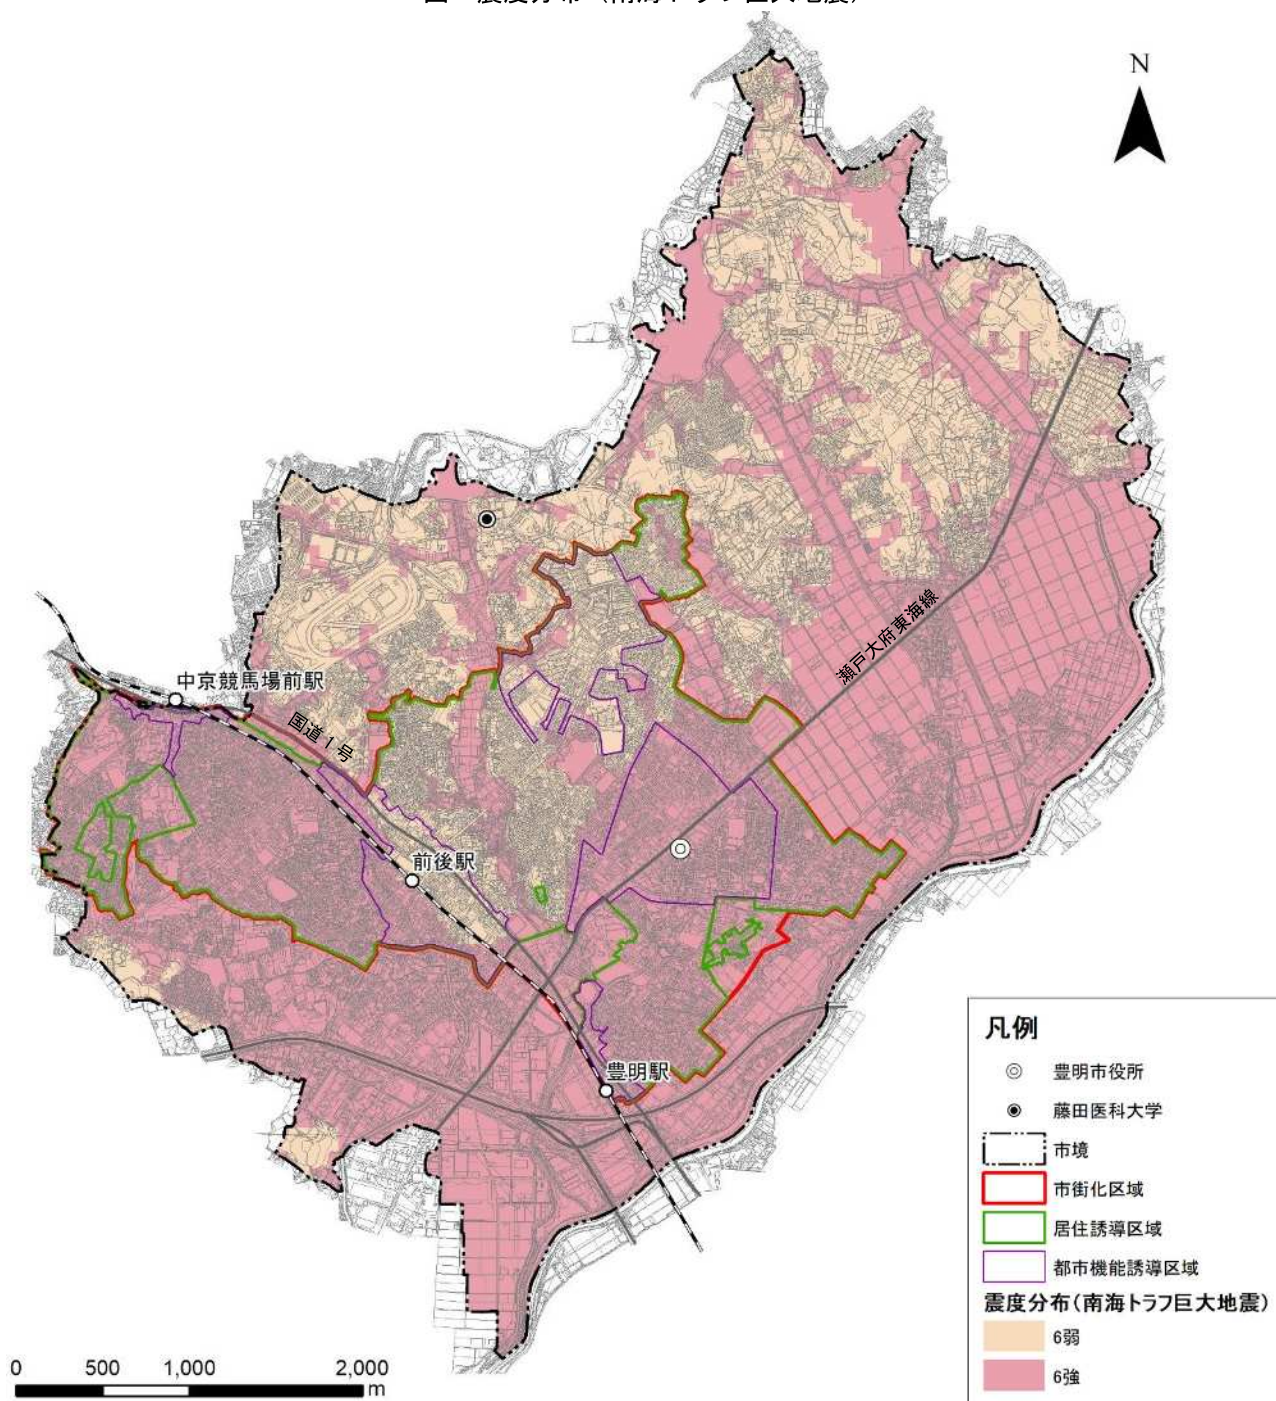 図 震度分布（南海トラフ巨大地震）
N
瀬戸大府東海線
中京競馬場前駅
国道1号
前後駅
豊明駅
凡例
豊明市役所
藤田医科大学
市境
市街化区域
居住誘導区域
都市機能誘導区域
震度分布(南海トラフ巨大地震)
6弱
6強
0 500 1,000 2,000
m